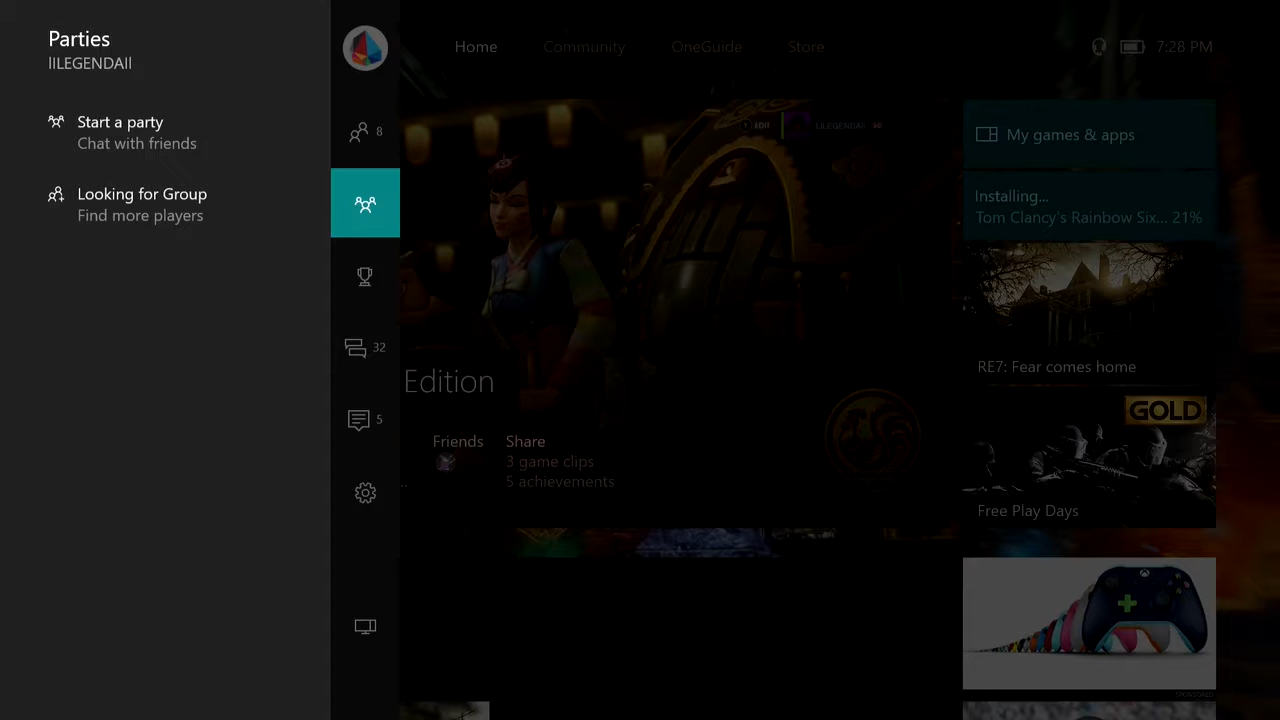 Parties
IILEGENDAII
Start a party
Chat with friends
Looking for Group
Find more players
8
32
5
Home
Community
OneGuide
Store
7:28 PM
EDIT
Edition
Friends
Share
3 game clips
5 achievements
..
My games & apps
Installing...
Tom Clancy's Rainbow Six... 21%
RE7: Fear comes home
GOLD
Free Play Days
SPONSORED